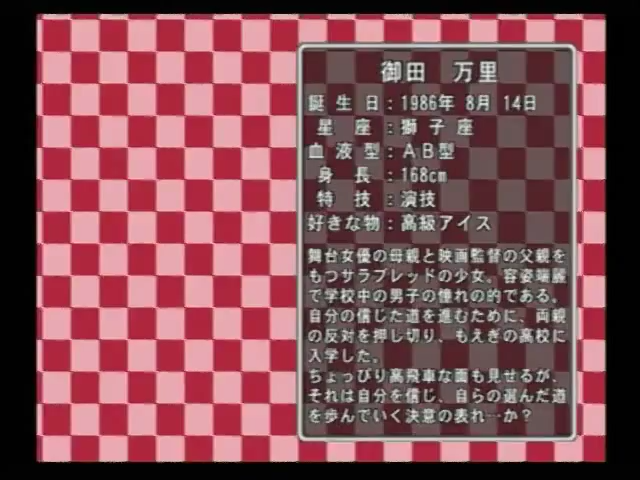 御田　万里
誕生日：1986年 8月 14日
星座：獅子座
血液型：ＡＢ型
身長：168cm
特技：演技
好きな物：高級アイス
舞台女優の母親と映画監督の父親を
もつサラブレッドの少女。容姿端麗
で学校中の男子の憧れの的である。
自分の信じた道を進むために、両親
の反対を押し切り、もえぎの高校に
入学した。
ちょっぴり高飛車な面も見せるが、
それは自分を信じ、自らの選んだ道
を歩んでいく決意の表れ…か？